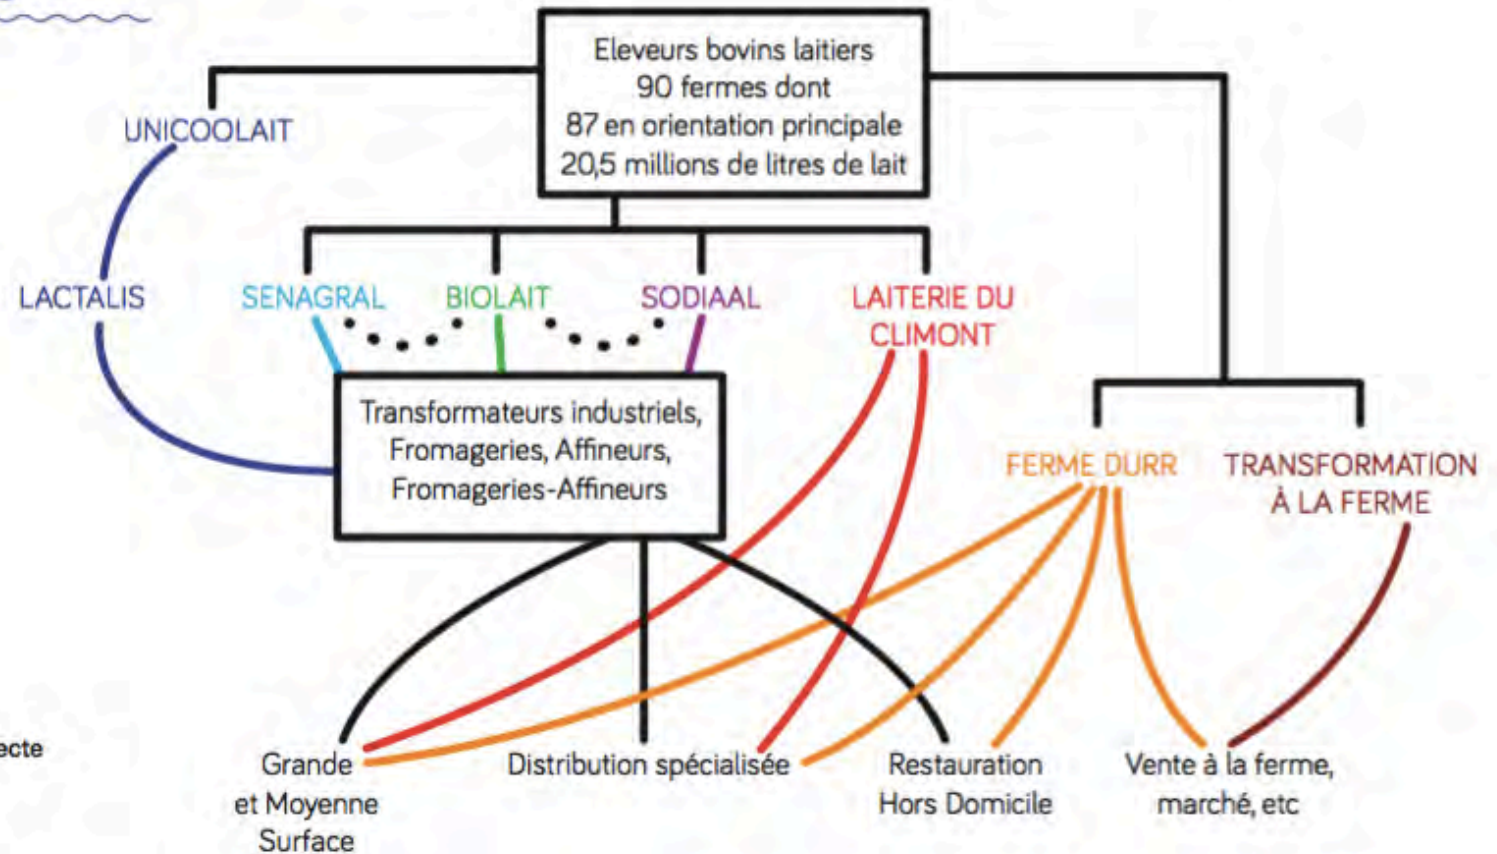 Eleveurs bovins laitiers
90 fermes dont
87 en orientation principale
20,5 millions de litres de lait
UNICOOLAIT
LACTALIS
SENAGRAL
BIOLAIT
SODIAAL
LAITERIE DU
CLIMONT
Transformateurs industriels,
Fromageries, Affineurs,
Fromageries-Affineurs
FERME DURR
TRANSFORMATION
À LA FERME
ecte
Grande
et Moyenne
Surface
Distribution spécialisée
Restauration
Hors Domicile
Vente à la ferme,
marché, etc